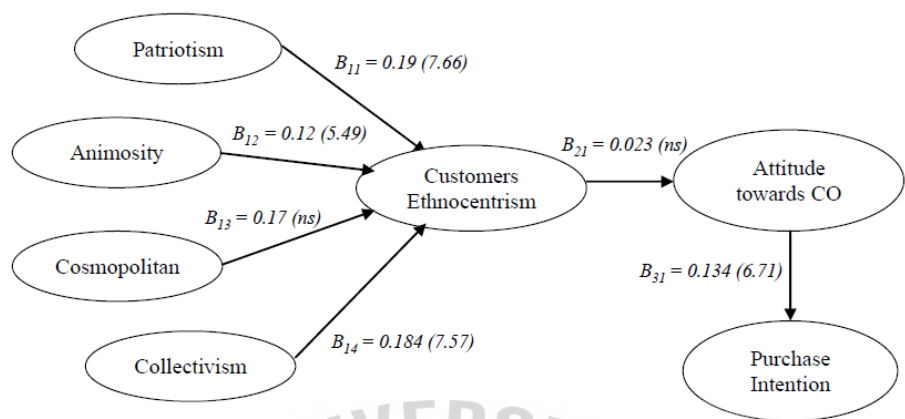 Patriotism
B11 = 0.19 (7.66)
Animosity
B12 = 0.12 (5.49)
Customers
Ethnocentrism
B21 = 0.023 (ns)
Attitude
towards CO
B13 = 0.17 (ns)
Cosmopolitan
B31 = 0.134 (6.71)
Collectivism
B14 = 0.184 (7.57)
Purchase
Intention